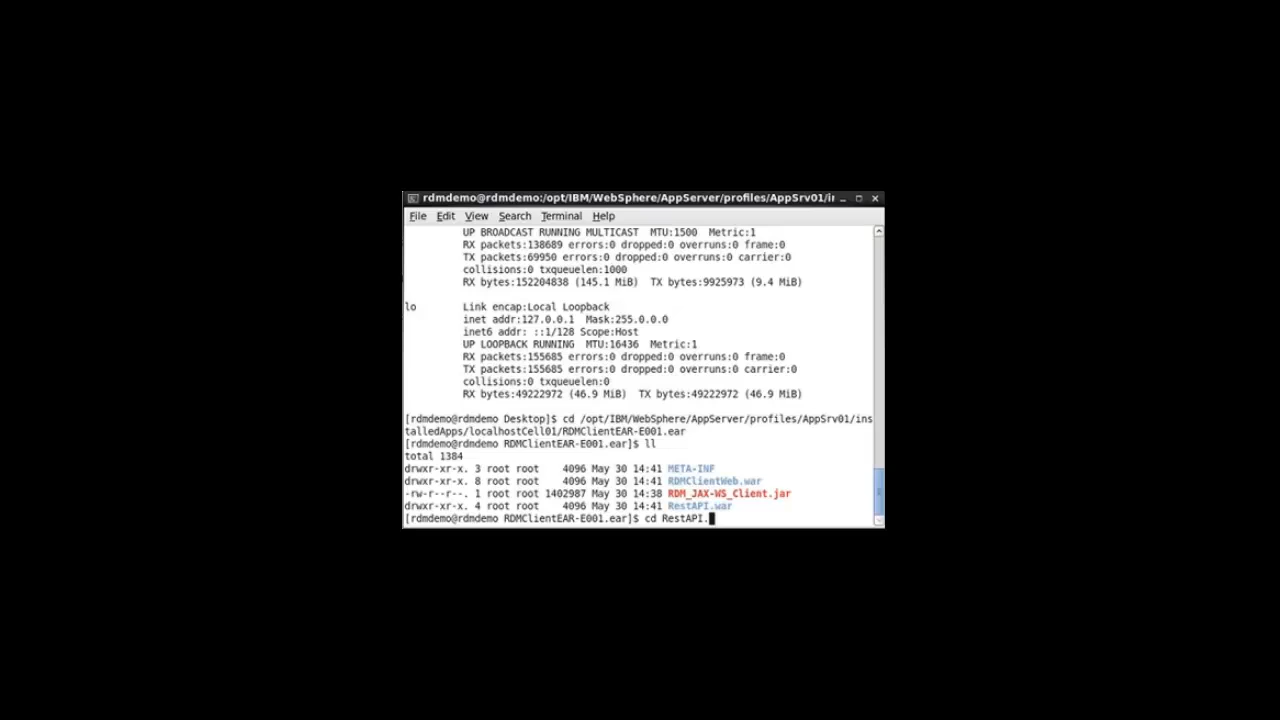 rdmdemo@rdmdemo:/opt/IBM/WebSphere/AppServer/profiles/AppSrv01/in
File Edit View Search Terminal Help
UP BROADCAST RUNNING MULTICAST  MTU:1500  Metric:1
RX packets:138689 errors:0 dropped:0 overruns:0 frame:0
TX packets:69950 errors:0 dropped:0 overruns:0 carrier:0
collisions:0 txqueuelen:1000
RX bytes:152204838 (145.1 MiB)  TX bytes:9925973 (9.4 MiB)
lo        Link encap:Local Loopback
inet addr:127.0.0.1  Mask:255.0.0.0
inet6 addr: ::1/128 Scope:Host
UP LOOPBACK RUNNING  MTU:16436  Metric:1
RX packets:155685 errors:0 dropped:0 overruns:0 frame:0
TX packets:155685 errors:0 dropped:0 overruns:0 carrier:0
collisions:0 txqueuelen:0
RX bytes:49222972 (46.9 MiB)  TX bytes:49222972 (46.9 MiB)
[rdmdemo@rdmdemo Desktop]$ cd /opt/IBM/WebSphere/AppServer/profiles/AppSrv01/ins
talledApps/localhostCell01/RDMClientEAR-E001.ear
[rdmdemo@rdmdemo RDMClientEAR-E001.ear]$ ll
total 1384
drwxr-xr-x. 3 root root    4096 May 30 14:41 META-INF
drwxr-xr-x. 8 root root    4096 May 30 14:41 RDMClientWeb.war
-rw-r--r--. 1 root root 1402987 May 30 14:38 RDM_JAX-WS_Client.jar
drwxr-xr-x. 4 root root    4096 May 30 14:41 RestAPI.war
[rdmdemo@rdmdemo RDMClientEAR-E001.ear]$ cd RestAPI.